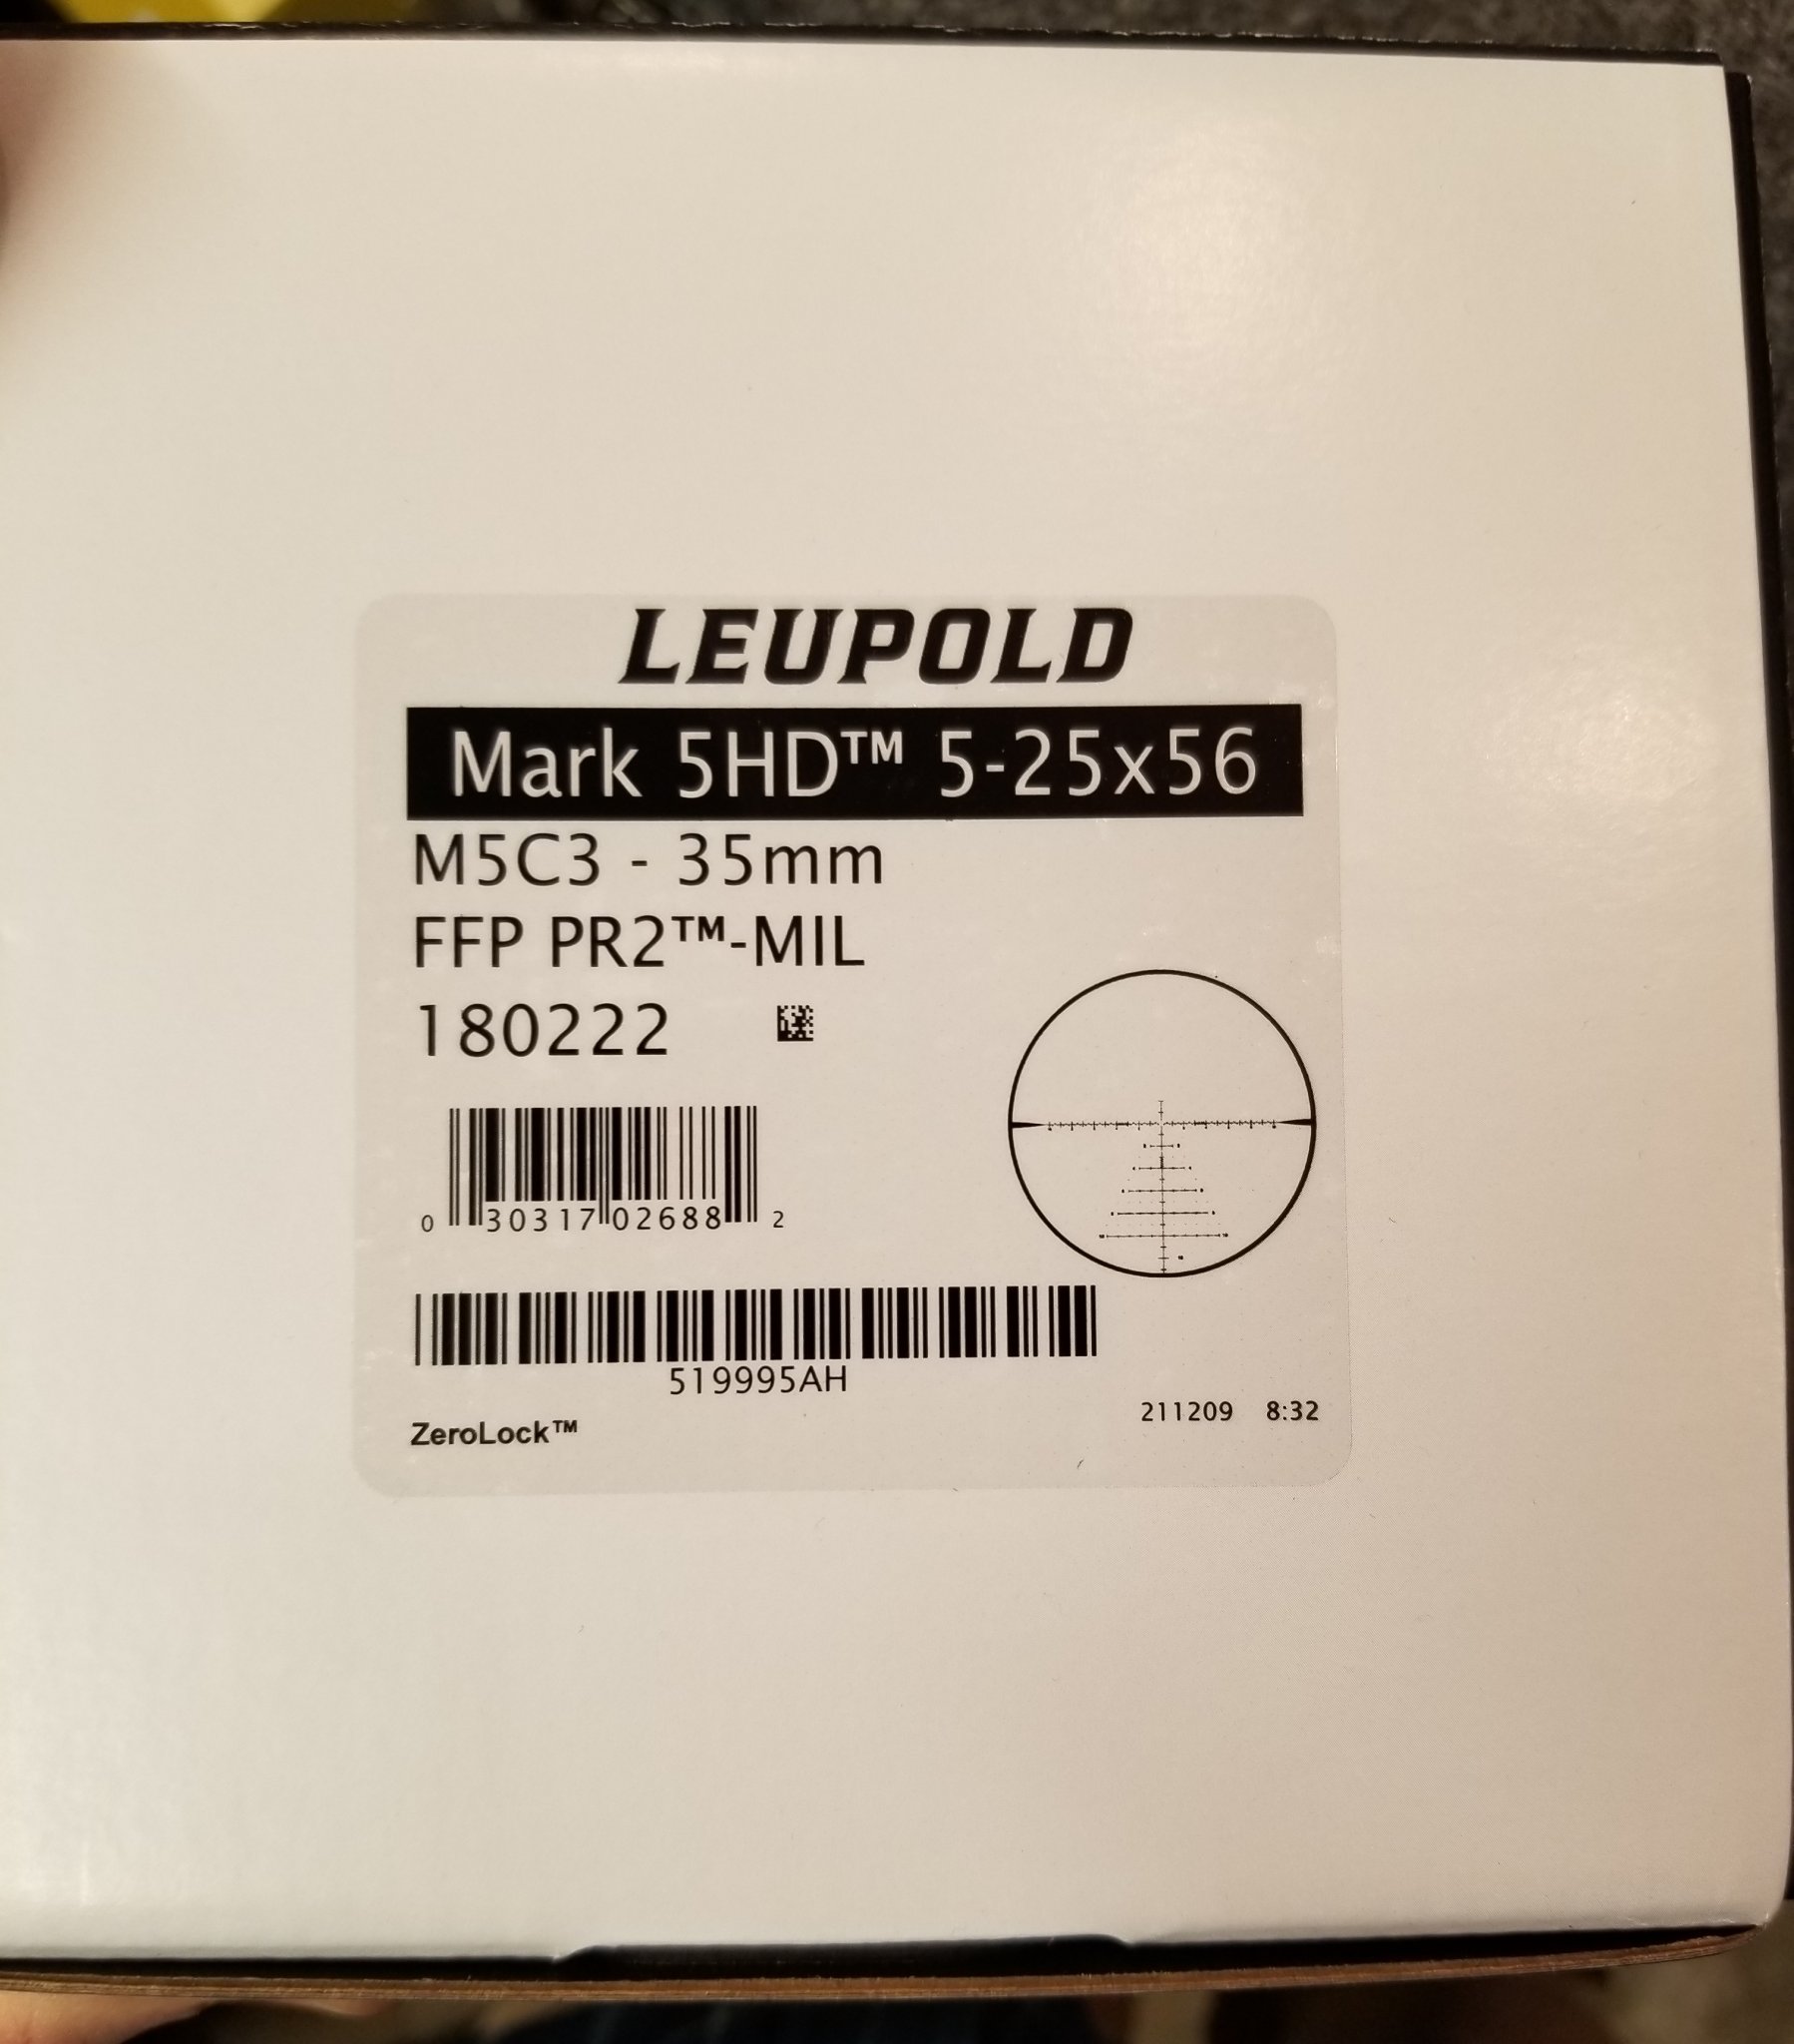 LEUPOLD
Mark 5HD™ 5-25x56
M5C3 - 35mm
FFP PR2™-MIL
180222
0 30317 02688 2
519995AH
211209 8:32
ZeroLock™